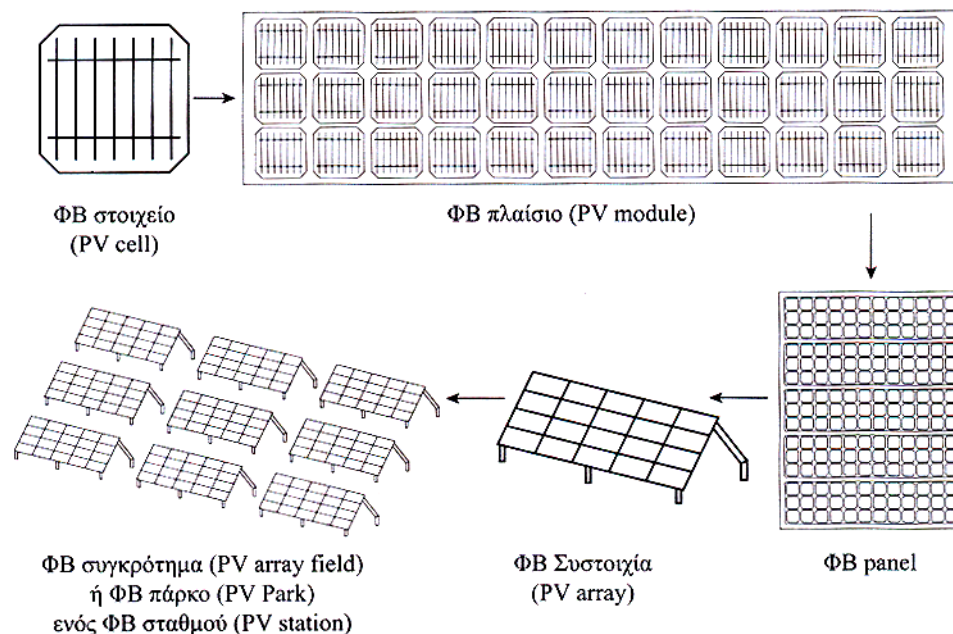 ΦΒ στοιχείο
(PV cell)
ΦΒ πλαίσιο (PV module)
ΦΒ συγκρότημα (PV array field)
ή ΦΒ πάρκο (PV Park)
ενός ΦΒ σταθμού (PV station)
ΦΒ Συστοιχία
(PV array)
ΦΒ panel